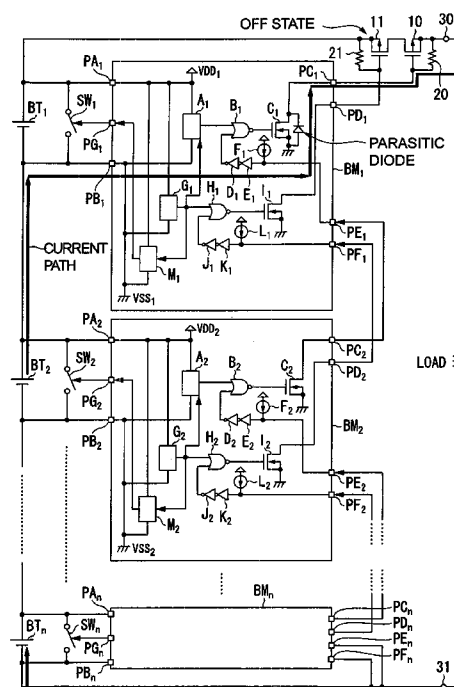 OFF STATE
11
10
30
PA1
VDD1
PC1
21
20
SW1
A1
B1
C1
PD1
BT1
PG1
F1
PARASITIC
DIODE
PB1
D1 E1
BM1
G1
H1
I1
PE1
L1
PF1
J1 K1
CURRENT
PATH
M1
VSS1
PA2
VDD2
SW2
A2
B2
C2
PC2
BT2
PD2
LOAD
PG2
F2
PB2
D2 E2
BM2
G2
H2
I2
PE2
L2
PF2
J2 K2
M2
VSS2
BMn
PAn
PCn
BTn
SWn
PDn
PGn
PEn
PBn
PFn
31